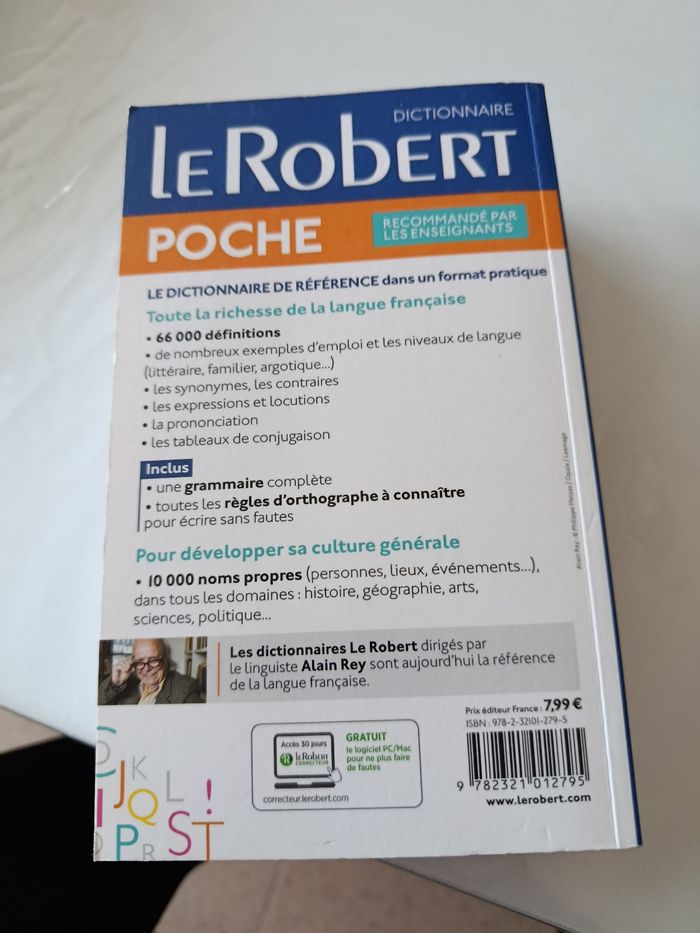 DICTIONNAIRE
LE ROBERT
POCHE
RECOMMANDÉ PAR
LES ENSEIGNANTS
LE DICTIONNAIRE DE RÉFÉRENCE dans un format pratique
Toute la richesse de la langue française
• 66 000 définitions
• de nombreux exemples d'emploi et les niveaux de langue
(littéraire, familier, argotique...)
• les synonymes, les contraires
• les expressions et locutions
• la prononciation
• les tableaux de conjugaison
Inclus
• une grammaire complète
• toutes les règles d'orthographe à connaître
pour écrire sans fautes
Pour développer sa culture générale
• 10 000 noms propres (personnes, lieux, événements...),
dans tous les domaines : histoire, géographie, arts,
sciences, politique...
Les dictionnaires Le Robert dirigés par
le linguiste Alain Rey sont aujourd'hui la référence
de la langue française.
Alain Rey : © Philippe Matsas / Opale / Leemage
Prix éditeur France : 7,99 €
ISBN : 978-2-32101-279-5
9 782321 012795
www.lerobert.com
Accès 30 jours
le Robert
CORRECTEUR
GRATUIT
le logiciel PC/Mac
pour ne plus faire
de fautes
correcteur.lerobert.com
C J K
I J Q L !
O P R S T